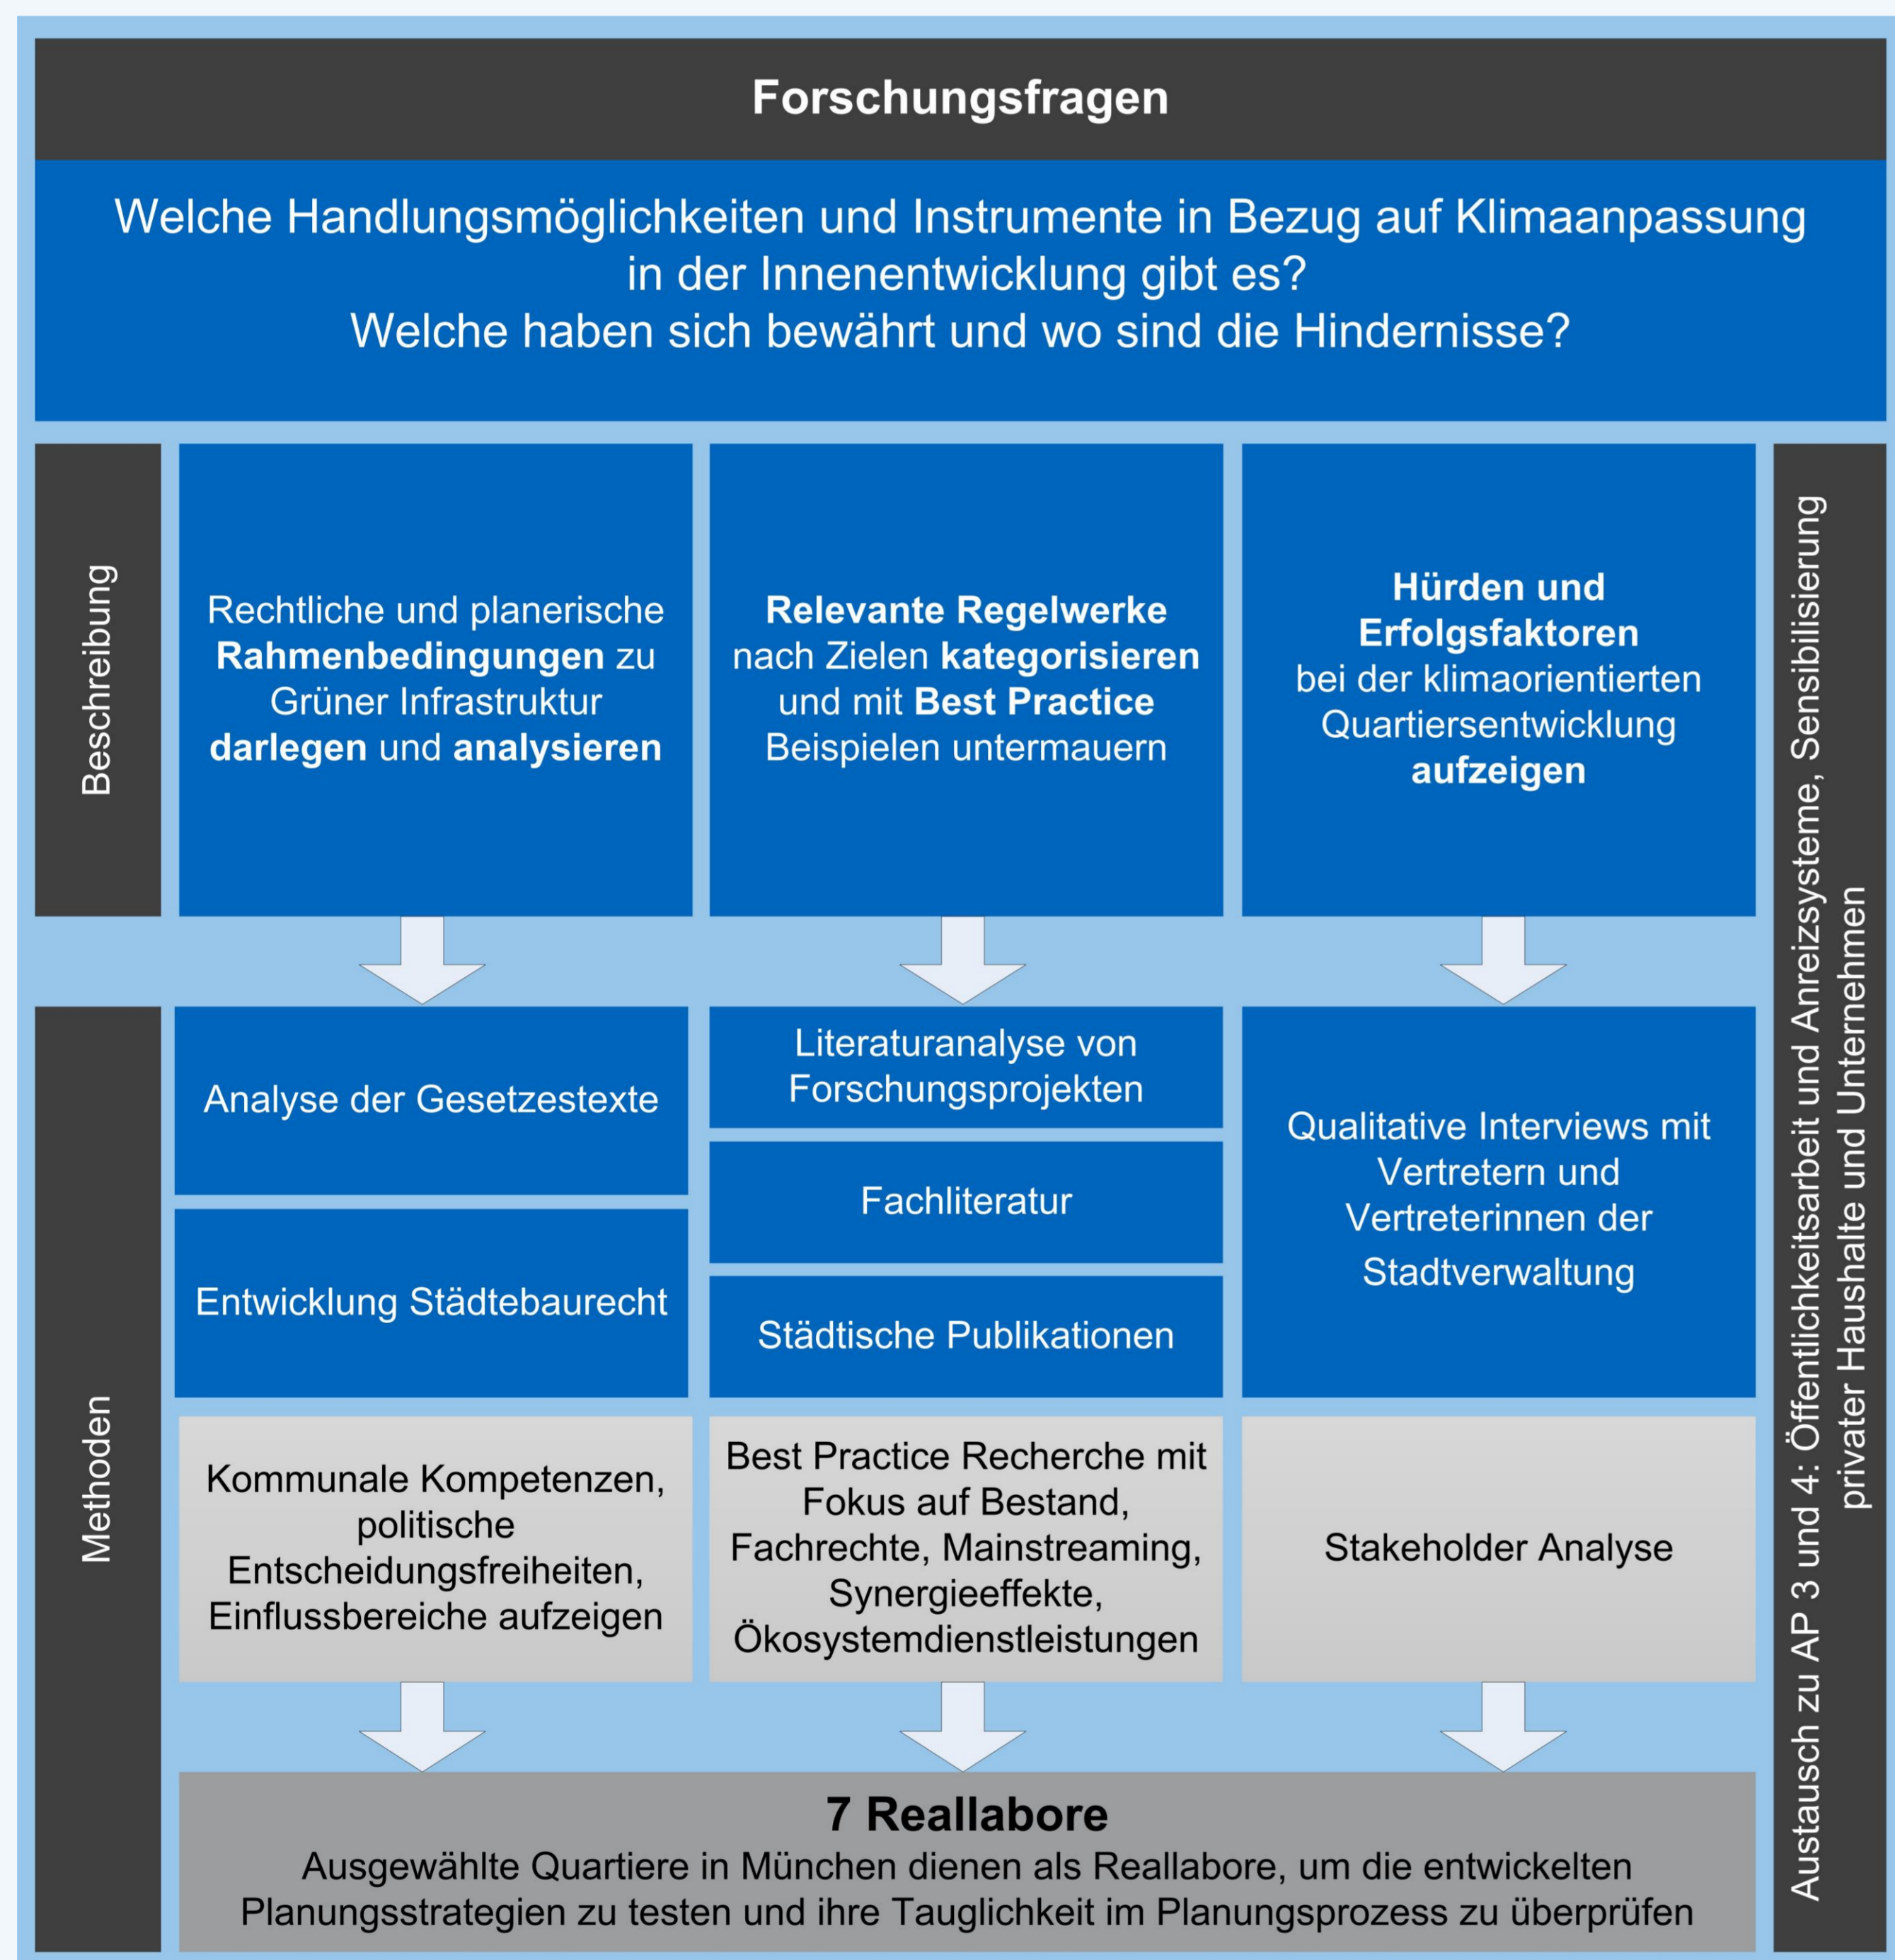 Forschungsfragen
Welche Handlungsmöglichkeiten und Instrumente in Bezug auf Klimaanpassung
in der Innenentwicklung gibt es?
Welche haben sich bewährt und wo sind die Hindernisse?
Beschreibung
Rechtliche und planerische
Rahmenbedingungen zu
Grüner Infrastruktur
darlegen und analysieren
Relevante Regelwerke
nach Zielen kategorisieren
und mit Best Practice
Beispielen untermauern
Hürden und
Erfolgsfaktoren
bei der klimaorientierten
Quartiersentwicklung
aufzeigen
Methoden
Analyse der Gesetzestexte
Entwicklung Städtebaurecht
Literaturanalyse von
Forschungsprojekten
Fachliteratur
Städtische Publikationen
Qualitative Interviews mit
Vertretern und
Vertreterinnen der
Stadtverwaltung
Kommunale Kompetenzen,
politische
Entscheidungsfreiheiten,
Einflussbereiche aufzeigen
Best Practice Recherche mit
Fokus auf Bestand,
Fachrechte, Mainstreaming,
Synergieeffekte,
Ökosystemdienstleistungen
Stakeholder Analyse
7 Reallabore
Ausgewählte Quartiere in München dienen als Reallabore, um die entwickelten
Planungsstrategien zu testen und ihre Tauglichkeit im Planungsprozess zu überprüfen
Austausch zu AP 3 und 4: Öffentlichkeitsarbeit und Anreizsysteme, Sensibilisierung
privater Haushalte und Unternehmen